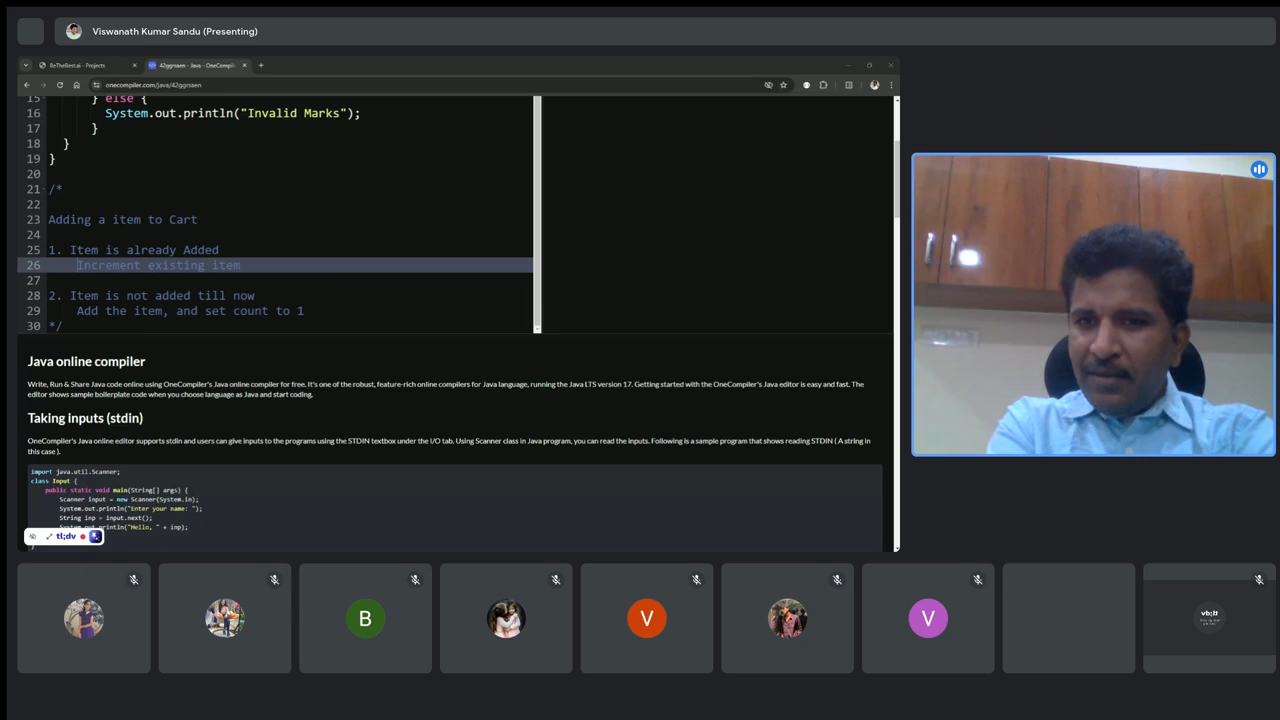 Viswanath Kumar Sandu (Presenting)
BeTheBest.ai - Projects
42ggrsaen - Java - OneCompil
onecompiler.com/java/42ggrsaen
15 } else {
16 System.out.println("Invalid Marks");
17 }
18 }
19 }
20
21 /*
22
23 Adding a item to Cart
24
25 1. Item is already Added
26 Increment existing item
27
28 2. Item is not added till now
29 Add the item, and set count to 1
30 */
Java online compiler
Write, Run & Share Java code online using OneCompiler's Java online compiler for free. It's one of the robust, feature-rich online compilers for Java language, running the Java LTS version 17. Getting started with the OneCompiler's Java editor is easy and fast. The
editor shows sample boilerplate code when you choose language as Java and start coding.
Taking inputs (stdin)
OneCompiler's Java online editor supports stdin and users can give inputs to the programs using the STDIN textbox under the I/O tab. Using Scanner class in Java program, you can read the inputs. Following is a sample program that shows reading STDIN ( A string in
this case ).
import java.util.Scanner;
class Input {
public static void main(String[] args) {
Scanner input = new Scanner(System.in);
System.out.println("Enter your name: ");
String inp = input.next();
System.out.println("Hello, " + inp);
}
tl;dv
B
V
V